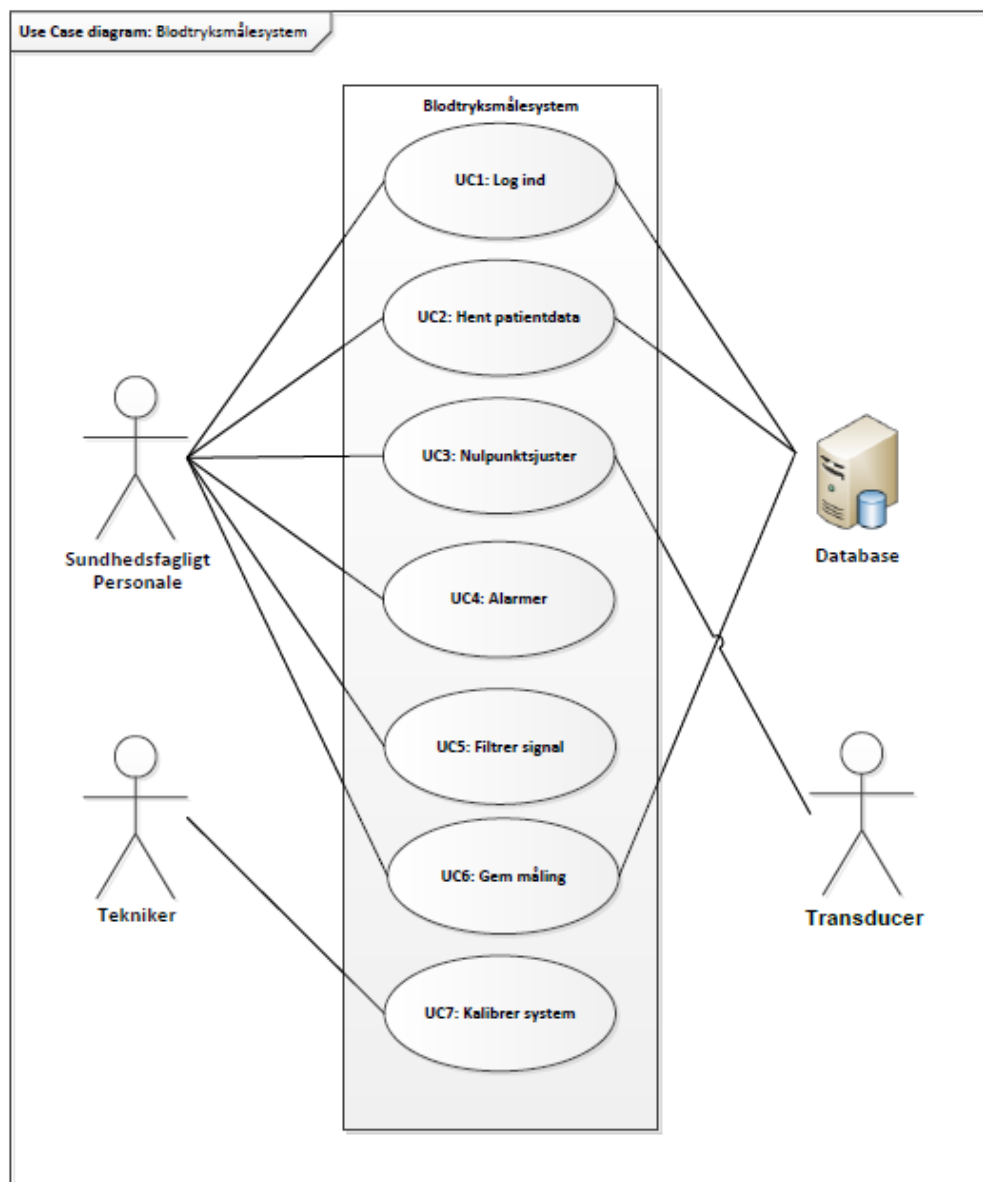 Use Case diagram: Blodtryksmålesystem
Blodtryksmålesystem
UC1: Log ind
UC2: Hent patientdata
UC3: Nulpunktsjuster
UC4: Alarmer
UC5: Filtrer signal
UC6: Gem måling
UC7: Kalibrer system
Sundhedsfagligt
Personale
Tekniker
Database
Transducer